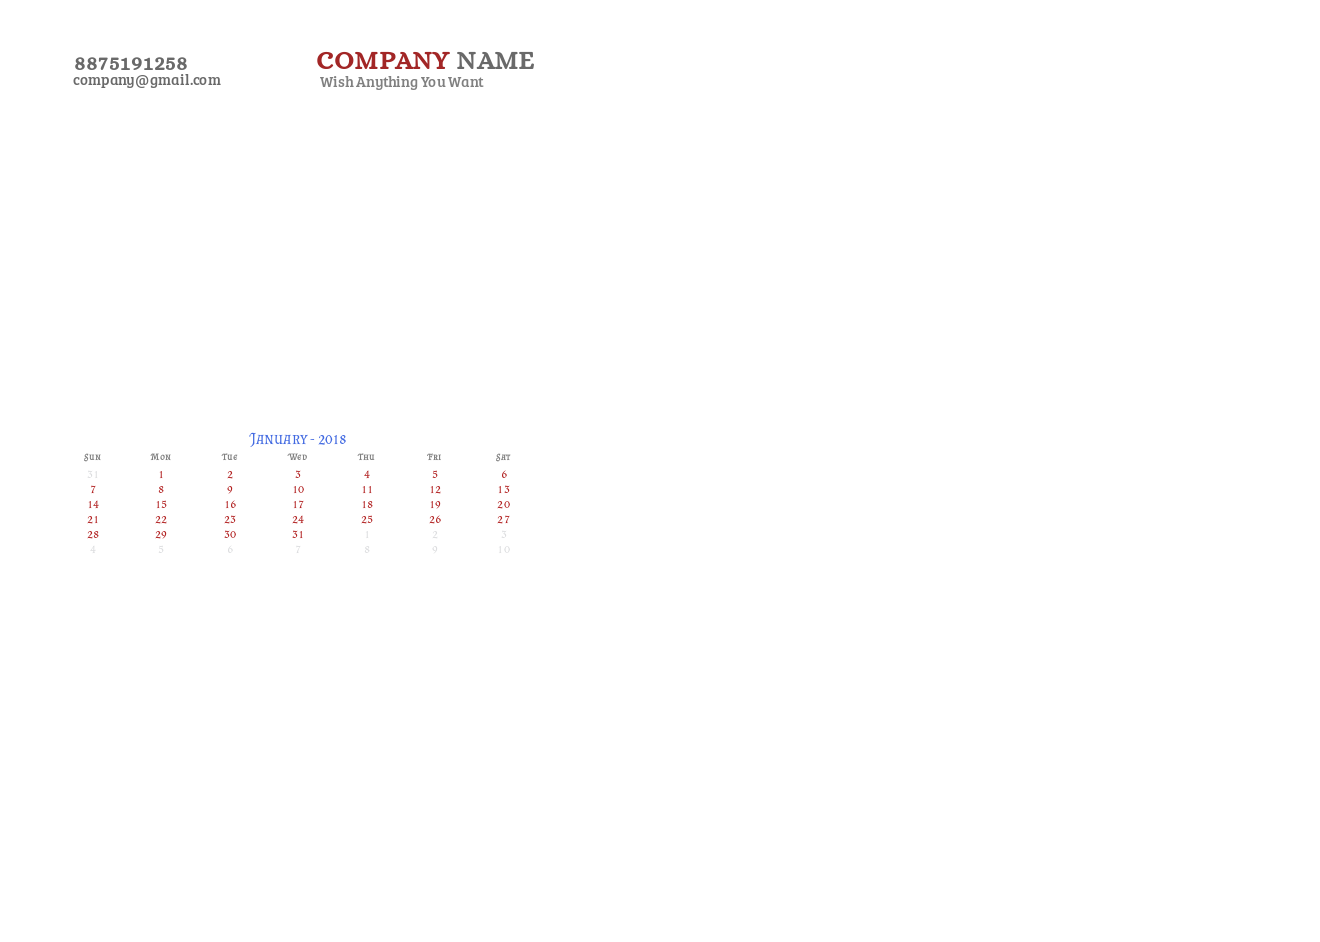 8875191258
company@gmail.com
COMPANY NAME
Wish Anything You Want
January - 2018
Sun Mon Tue Wed Thu Fri Sat
31 1 2 3 4 5 6
7 8 9 10 11 12 13
14 15 16 17 18 19 20
21 22 23 24 25 26 27
28 29 30 31 1 2 3
4 5 6 7 8 9 10